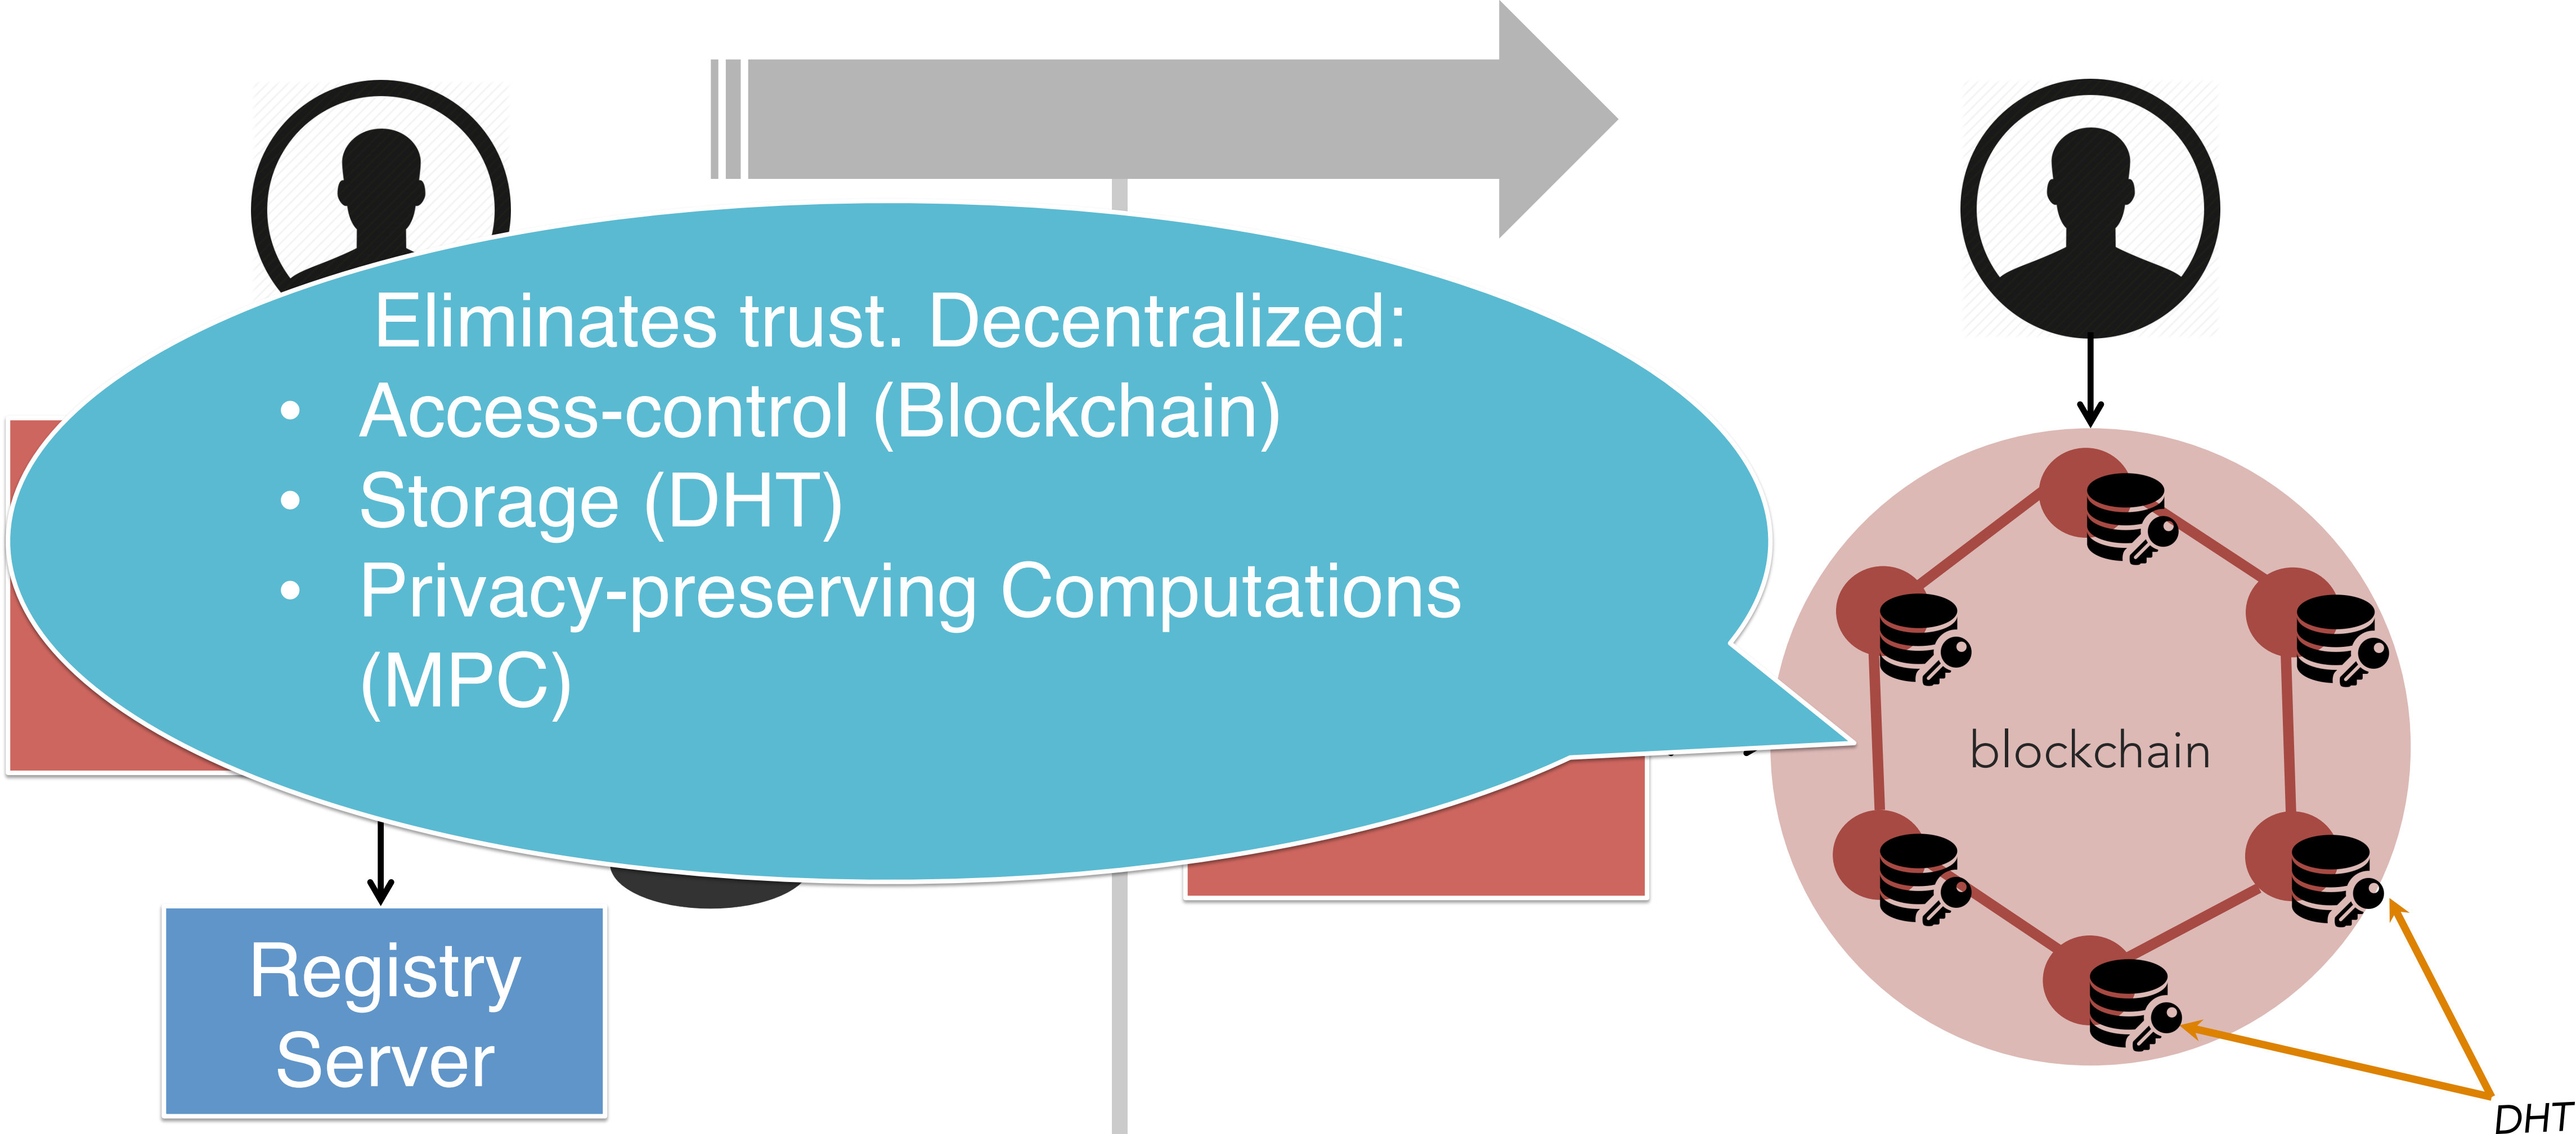 Eliminates trust. Decentralized:
• Access-control (Blockchain)
• Storage (DHT)
• Privacy-preserving Computations
(MPC)
blockchain
Registry
Server
DHT